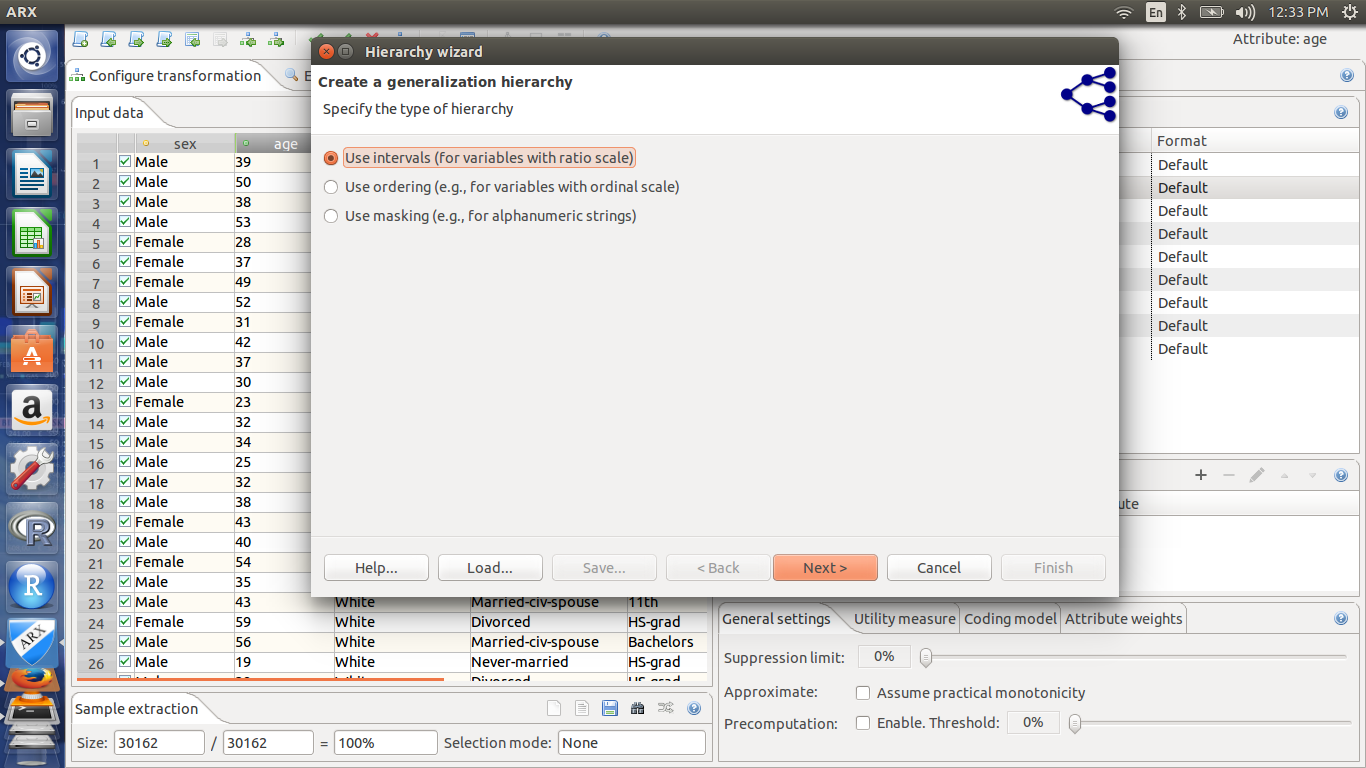 ARX
En
12:33 PM
Attribute: age
Configure transformation
E
Hierarchy wizard
Create a generalization hierarchy
Specify the type of hierarchy
Use intervals (for variables with ratio scale)
Use ordering (e.g., for variables with ordinal scale)
Use masking (e.g., for alphanumeric strings)
Help...
Load...
Save...
< Back
Next >
Cancel
Finish
Input data
sex age
1 Male 39
2 Male 50
3 Male 38
4 Male 53
5 Female 28
6 Female 37
7 Female 49
8 Male 52
9 Female 31
10 Male 42
11 Male 37
12 Male 30
13 Female 23
14 Male 32
15 Male 34
16 Male 25
17 Male 32
18 Male 38
19 Female 43
20 Male 40
21 Female 54
22 Male 35
23 Male 43 White Married-civ-spouse 11th
24 Female 59 White Divorced HS-grad
25 Male 56 White Married-civ-spouse Bachelors
26 Male 19 White Never-married HS-grad
Format
Default
Default
Default
Default
Default
Default
Default
Default
Default
ute
General settings
Utility measure
Coding model
Attribute weights
Suppression limit: 0%
Approximate: Assume practical monotonicity
Precomputation: Enable. Threshold: 0%
Sample extraction
Size: 30162 / 30162 = 100% Selection mode: None
a
R
R
ARX